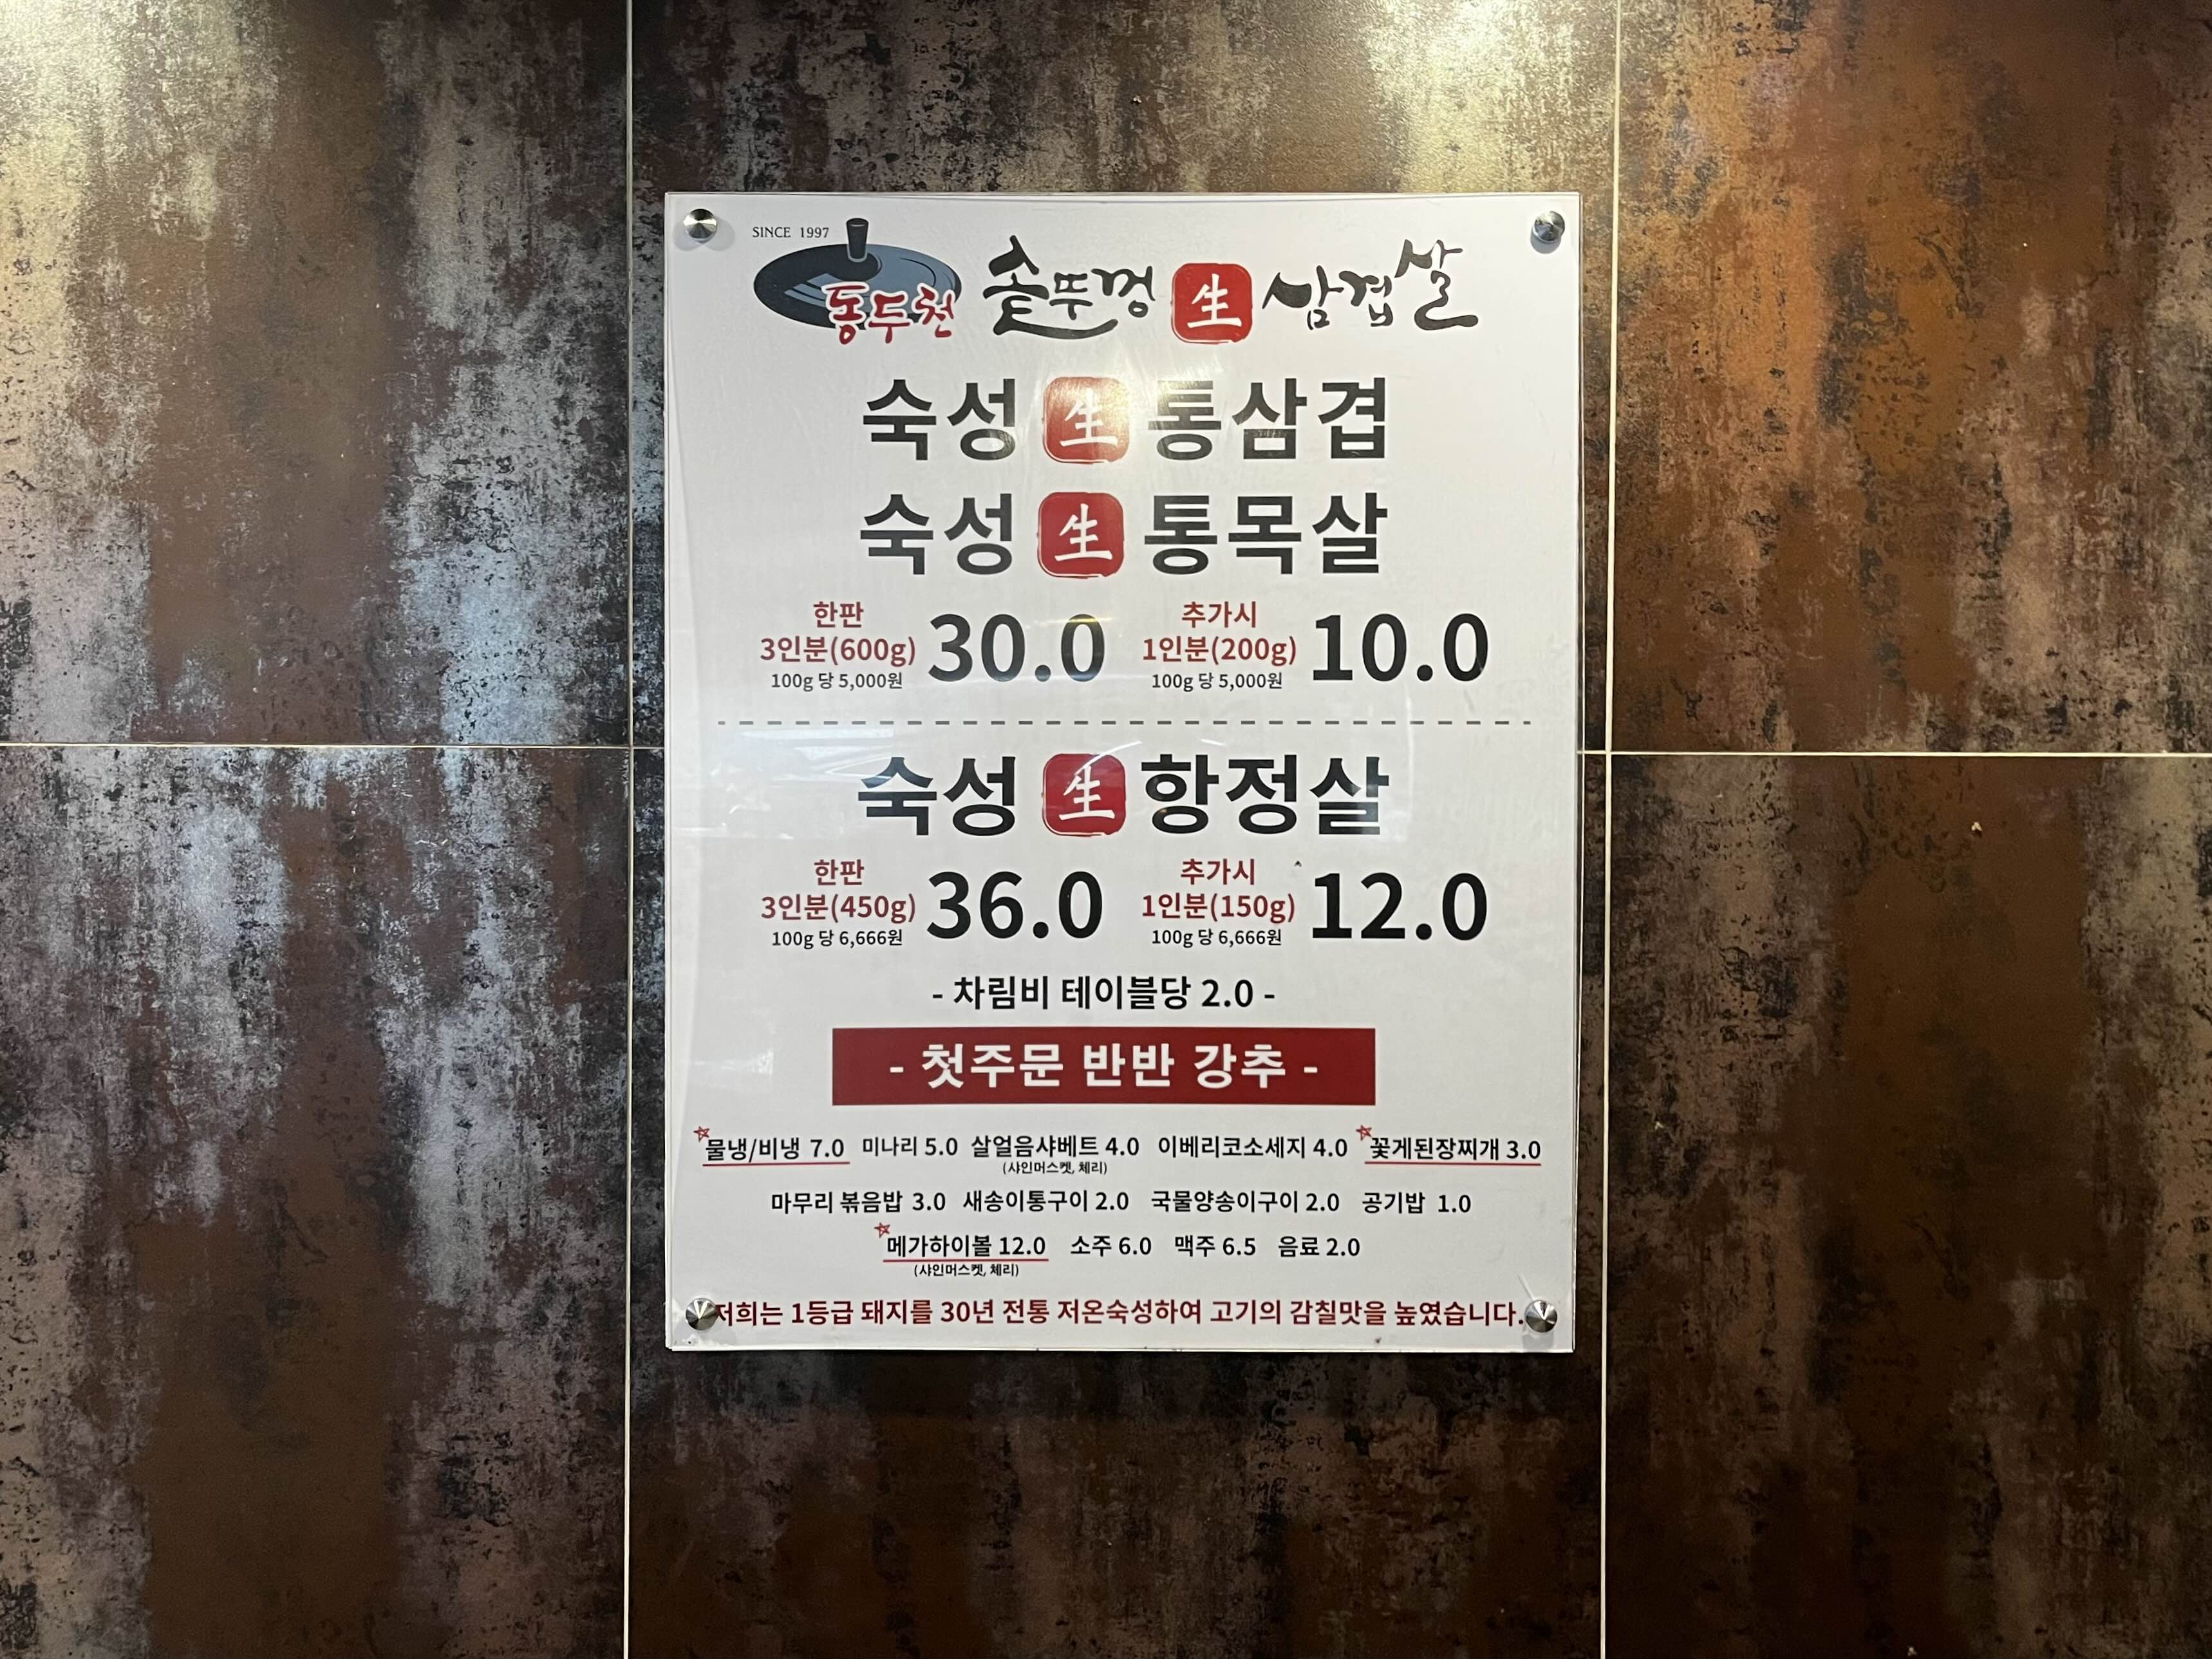 SINCE 1997
동두천 솥뚜껑 生 삼겹살
숙성 生 통삼겹
숙성 生 통목살
한판 추가시
3인분(600g) 30.0 1인분(200g) 10.0
100g 당 5,000원 100g 당 5,000원
숙성 生 항정살
한판 추가시
3인분(450g) 36.0 1인분(150g) 12.0
100g 당 6,666원 100g 당 6,666원
- 차림비 테이블당 2.0 -
- 첫주문 반반 강추 -
물냉/비냉 7.0 미나리 5.0 살얼음샤베트 4.0 이베리코소세지 4.0 꽃게된장찌개 3.0
(샤인머스켓, 체리)
마무리 볶음밥 3.0 새송이통구이 2.0 국물양송이구이 2.0 공기밥 1.0
메가하이볼 12.0 소주 6.0 맥주 6.5 음료 2.0
(샤인머스켓, 체리)
저희는 1등급 돼지를 30년 전통 저온숙성하여 고기의 감칠맛을 높였습니다.